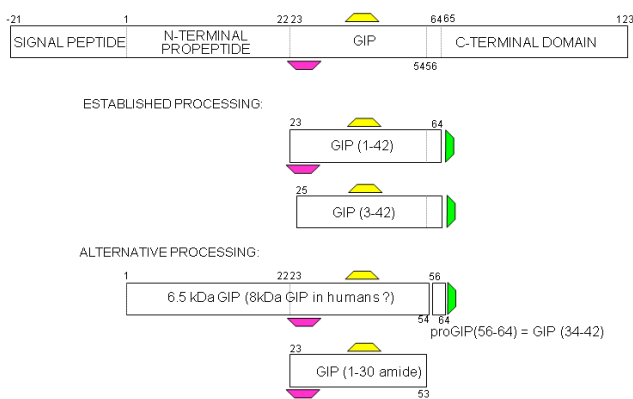 -21 1 22 23 64 65 123
SIGNAL PEPTIDE N-TERMINAL PROPEPTIDE GIP C-TERMINAL DOMAIN
54 56
ESTABLISHED PROCESSING:
23 64
GIP (1-42)
25
GIP (3-42)
ALTERNATIVE PROCESSING:
1 22 23 56
6.5 kDa GIP (8kDa GIP in humans ?)
54 64
proGIP(56-64) = GIP (34-42)
23
GIP (1-30 amide)
53